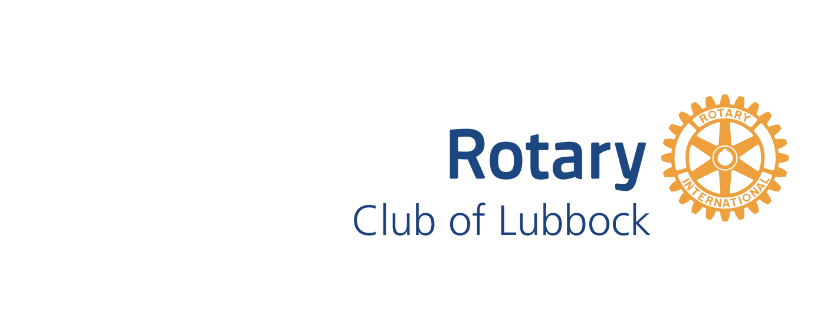 Rotary
Club of Lubbock
ROTARY
INTERNATIONAL